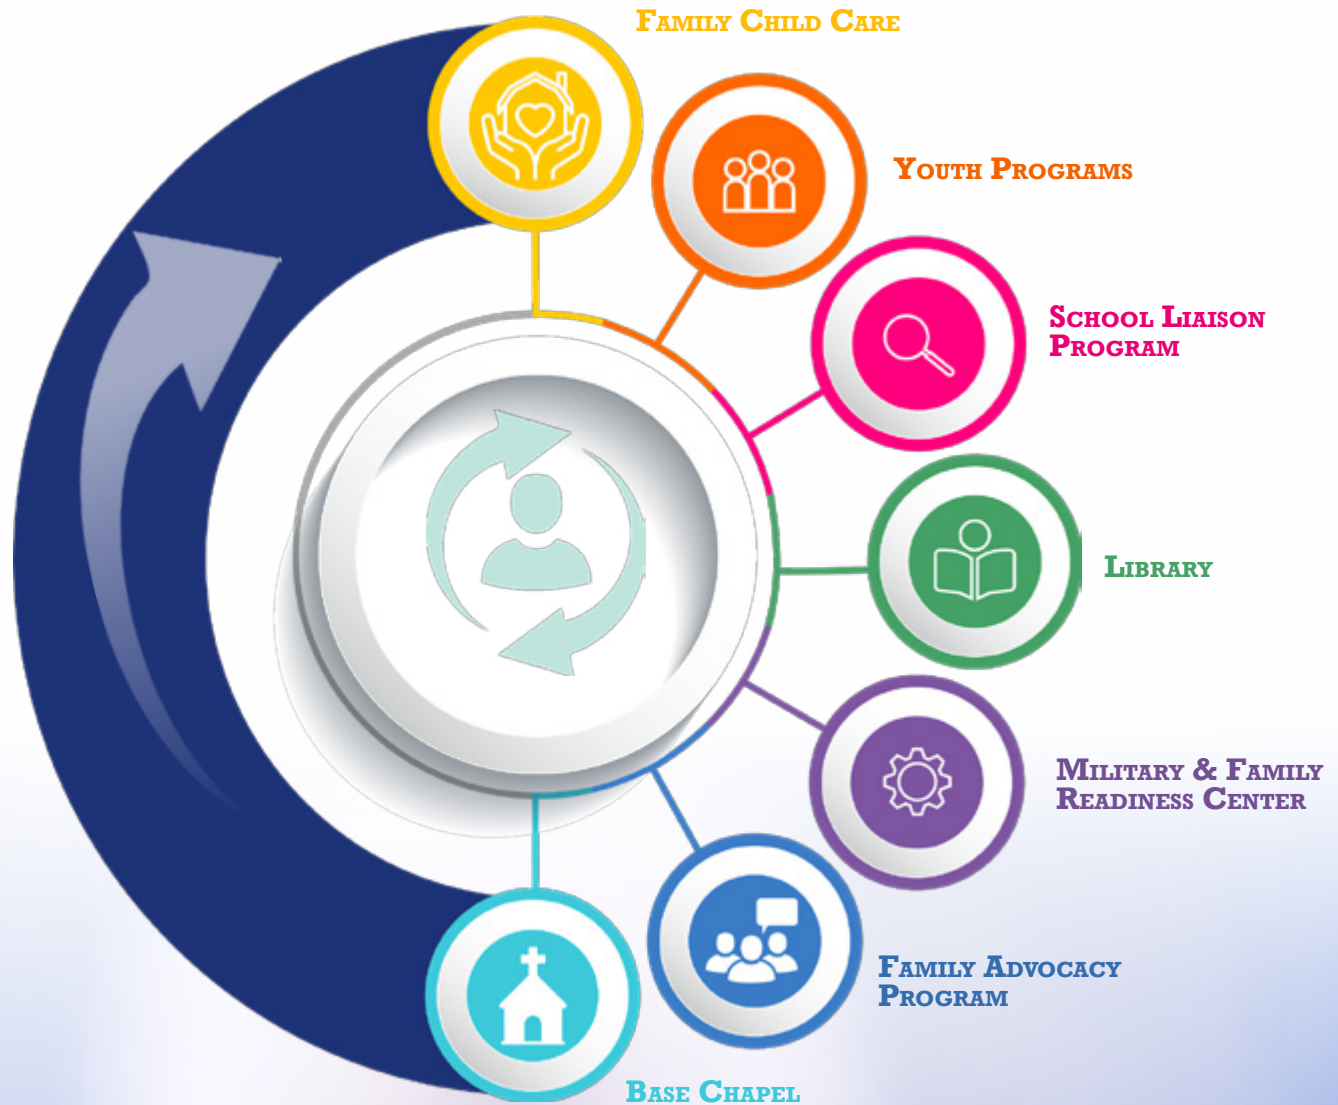 Family Child Care
Youth Programs
School Liaison
Program
Library
Military & Family
Readiness Center
Family Advocacy
Program
Base Chapel